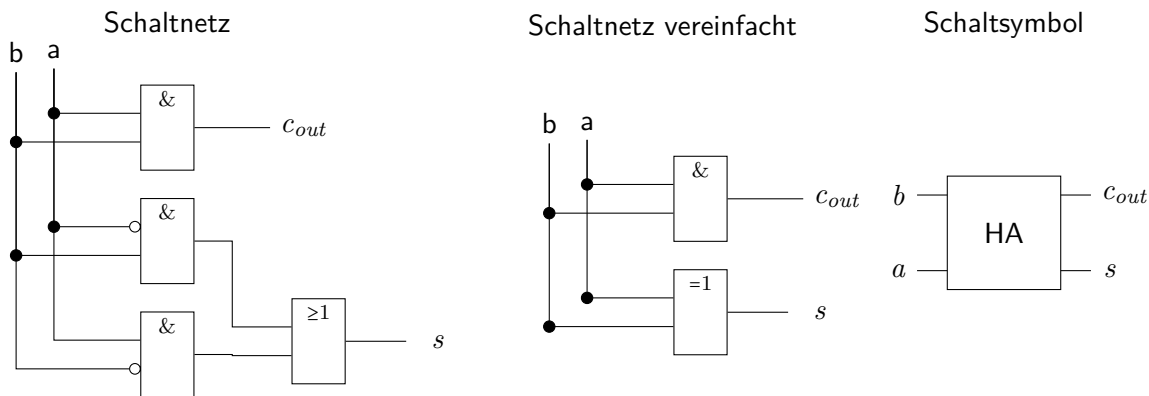 Schaltnetz
b a
&
c_out
&
&
≥1
s
Schaltnetz vereinfacht
b a
&
c_out
=1
s
Schaltsymbol
b
HA
c_out
a
s